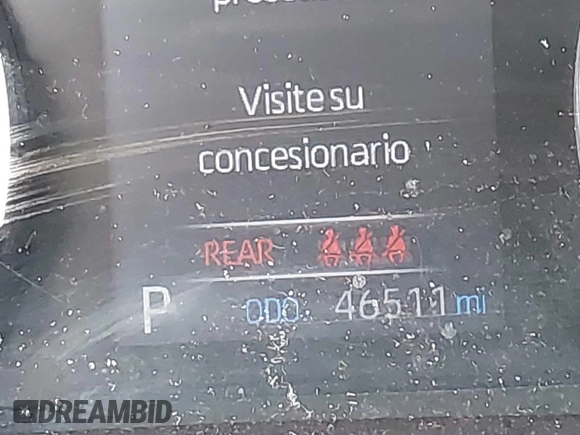 Visite su
concesionario
REAR
P ODO 46511 mi
DREAMBID